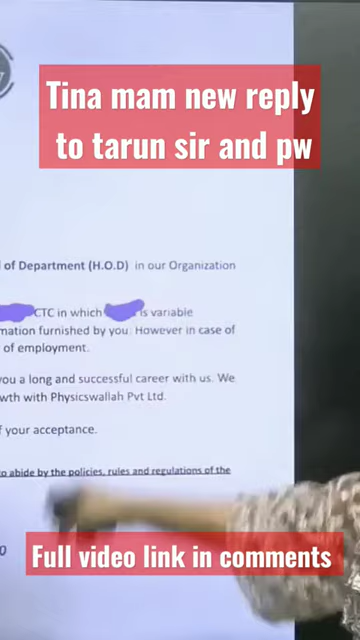 Tina mam new reply
to tarun sir and pw
of Department (H.O.D) in our Organization
CTC in which is variable
mation furnished by you. However in case of
of employment.
you a long and successful career with us. We
wth with Physicswallah Pvt Ltd.
your acceptance.
o abide by the policies, rules and regulations of the
Full video link in comments